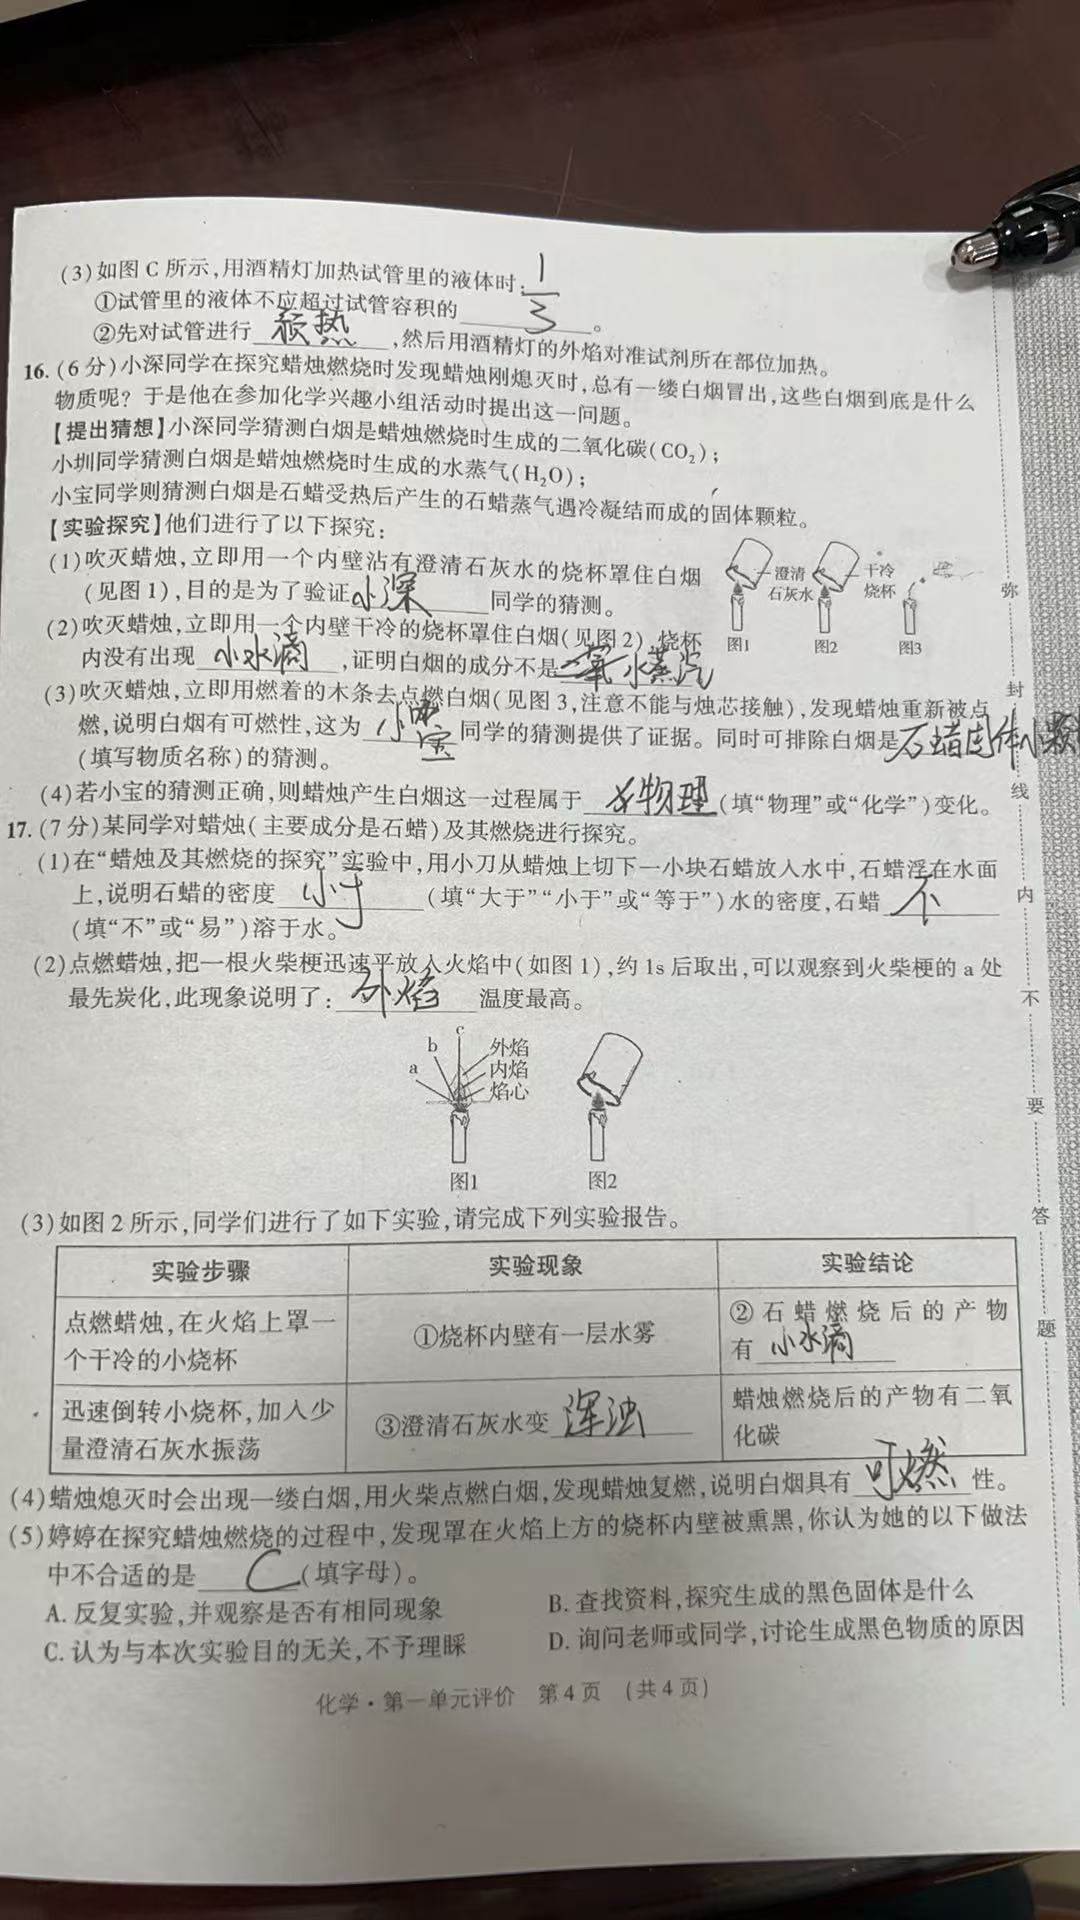 (3)如图C所示,用酒精灯加热试管里的液体时:
①试管里的液体不应超过试管容积的 1/3 。
②先对试管进行 预热 ,然后用酒精灯的外焰对准试剂所在部位加热。
16.(6分)小深同学在探究蜡烛燃烧时发现蜡烛刚熄灭时,总有一缕白烟冒出,这些白烟到底是什么
物质呢?于是他在参加化学兴趣小组活动时提出这一问题。
【提出猜想】小深同学猜测白烟是蜡烛燃烧时生成的二氧化碳(CO₂);
小圳同学猜测白烟是蜡烛燃烧时生成的水蒸气(H₂O);
小宝同学则猜测白烟是石蜡受热后产生的石蜡蒸气遇冷凝结而成的固体颗粒。
【实验探究】他们进行了以下探究:
(1)吹灭蜡烛,立即用一个内壁沾有澄清石灰水的烧杯罩住白烟
(见图1),目的是为了验证 小深 同学的猜测。
(2)吹灭蜡烛,立即用一个内壁干冷的烧杯罩住白烟(见图2),烧杯
内没有出现 小水滴 ,证明白烟的成分不是 水蒸汽
澄清
石灰水
干冷
烧杯
图1 图2 图3
(3)吹灭蜡烛,立即用燃着的木条去点燃白烟(见图3,注意不能与烛芯接触),发现蜡烛重新被点
燃,说明白烟有可燃性,这为 小宝 同学的猜测提供了证据。同时可排除白烟是 石蜡固体小颗
(填写物质名称)的猜测。
(4)若小宝的猜测正确,则蜡烛产生白烟这一过程属于 物理 (填“物理”或“化学”)变化。
17.(7分)某同学对蜡烛(主要成分是石蜡)及其燃烧进行探究。
(1)在“蜡烛及其燃烧的探究”实验中,用小刀从蜡烛上切下一小块石蜡放入水中,石蜡浮在水面
上,说明石蜡的密度 小于 (填“大于”“小于”或“等于”)水的密度,石蜡 不
(填“不”或“易”)溶于水。
(2)点燃蜡烛,把一根火柴梗迅速平放入火焰中(如图1),约1s后取出,可以观察到火柴梗的a处
最先炭化,此现象说明了: 外焰 温度最高。
a b c 外焰
内焰
焰心
图1 图2
(3)如图2所示,同学们进行了如下实验,请完成下列实验报告。
实验步骤 实验现象 实验结论
点燃蜡烛,在火焰上罩一
个干冷的小烧杯
①烧杯内壁有一层水雾
②石蜡燃烧后的产物
有 小水滴
迅速倒转小烧杯,加入少
量澄清石灰水振荡
③澄清石灰水变 浑浊
蜡烛燃烧后的产物有二氧
化碳
(4)蜡烛熄灭时会出现一缕白烟,用火柴点燃白烟,发现蜡烛复燃,说明白烟具有 可燃 性。
(5)婷婷在探究蜡烛燃烧的过程中,发现罩在火焰上方的烧杯内壁被熏黑,你认为她的以下做法
中不合适的是 C (填字母)。
A.反复实验,并观察是否有相同现象 B.查找资料,探究生成的黑色固体是什么
C.认为与本次实验目的无关,不予理睬 D.询问老师或同学,讨论生成黑色物质的原因
化学·第一单元评价 第4页 (共4页)
弥
封
线
内
不
要
答
题